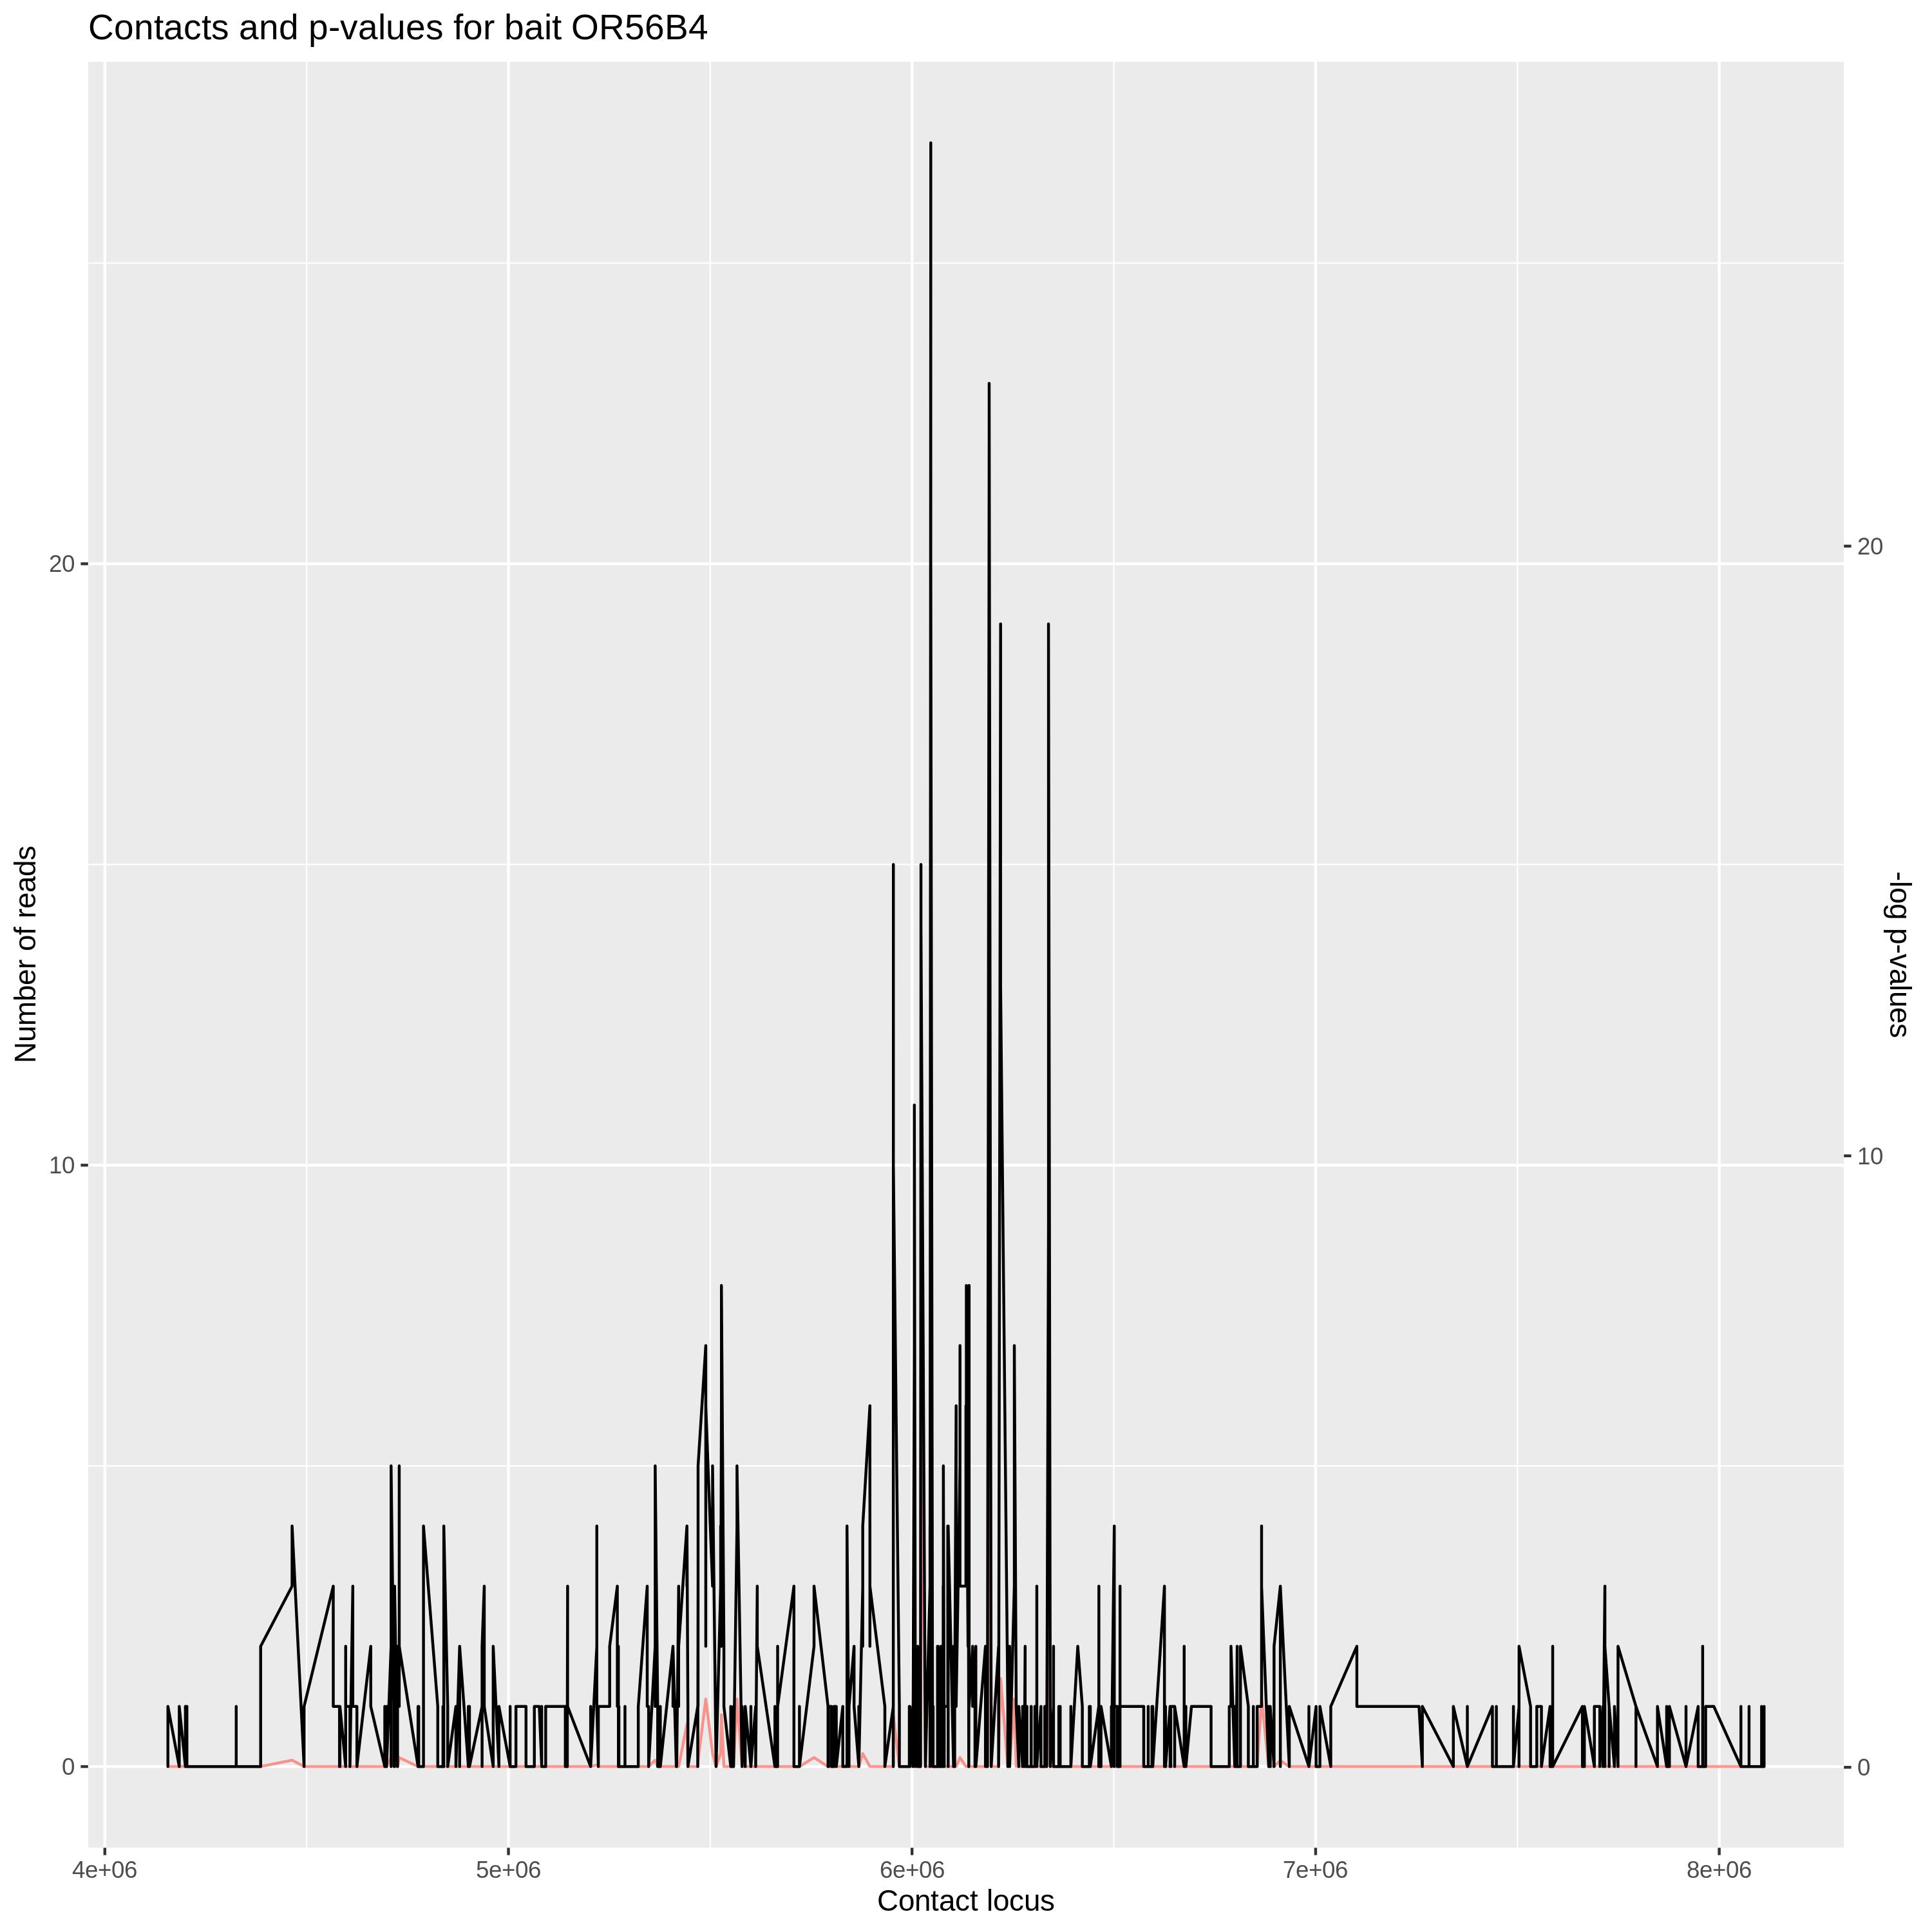 Contacts and p-values for bait OR56B4
Number of reads
20
10
0
20
10
0
-log p-values
4e+06 5e+06 6e+06 7e+06 8e+06
Contact locus